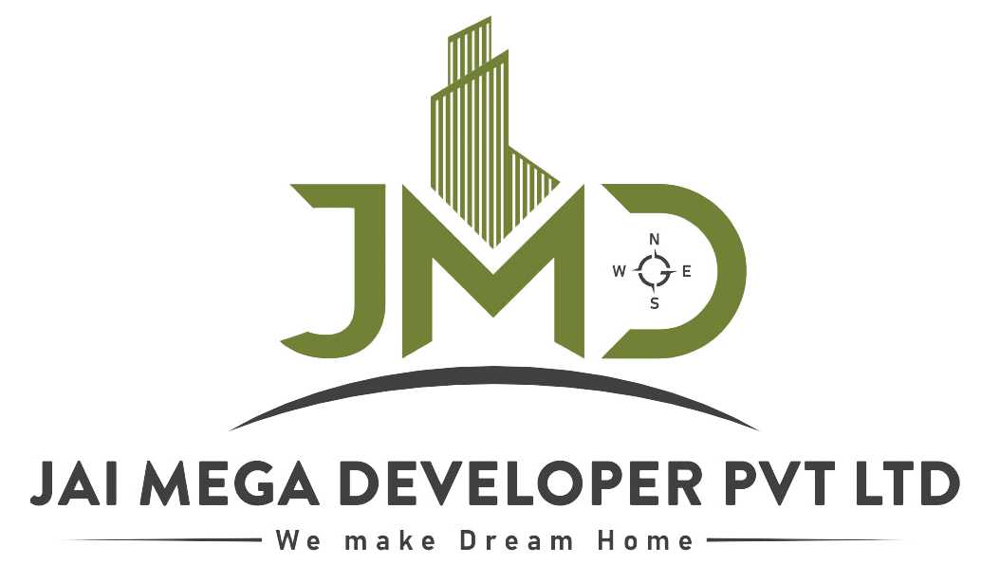 JMD
N
W E
S
JAI MEGA DEVELOPER PVT LTD
We make Dream Home